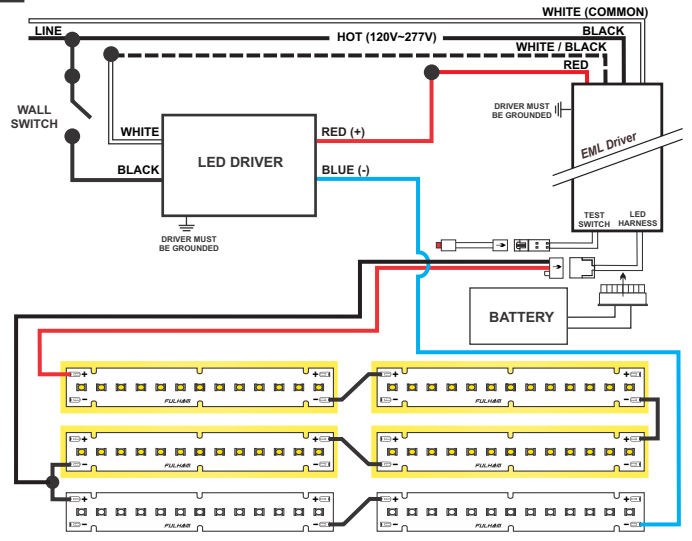 WHITE (COMMON)
LINE
BLACK
HOT (120V~277V)
WHITE / BLACK
RED
WALL
SWITCH
DRIVER MUST
BE GROUNDED
EML Driver
WHITE
RED (+)
LED DRIVER
BLACK
BLUE (-)
DRIVER MUST
BE GROUNDED
TEST
SWITCH
LED
HARNESS
BATTERY
+
+
+
+
-
FULHAM
-
-
FULHAM
-
+
+
+
+
-
FULHAM
-
-
FULHAM
-
+
+
+
+
-
FULHAM
-
-
FULHAM
-